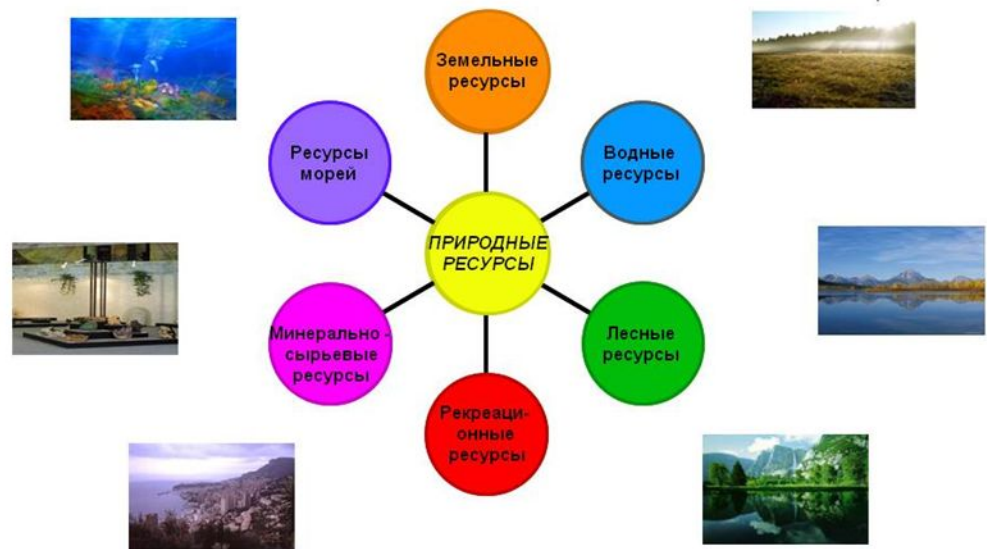 Земельные
ресурсы
Ресурсы
морей
Водные
ресурсы
ПРИРОДНЫЕ
РЕСУРСЫ
Минерально -
сырьевые
ресурсы
Лесные
ресурсы
Рекреаци-
онные
ресурсы